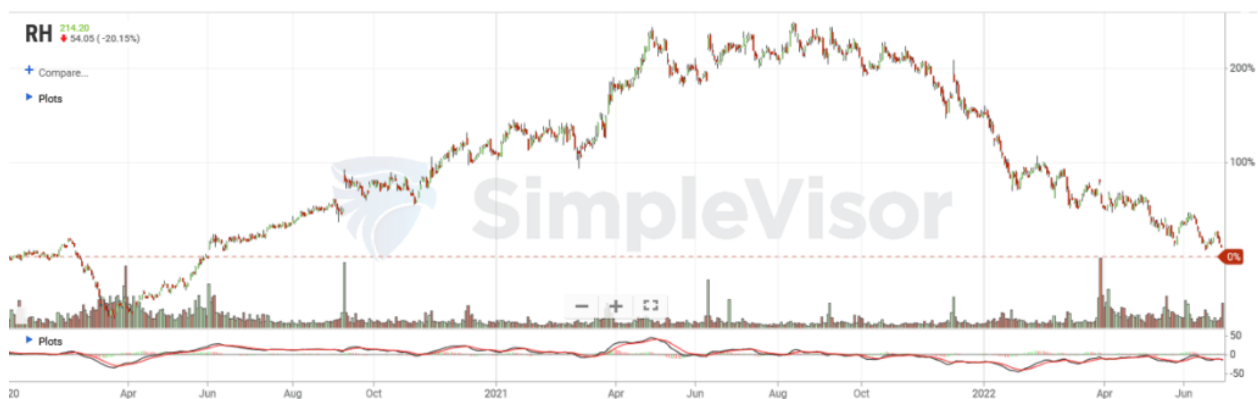 RH 214.20
54.05 (-20.15%)
+ Compare...
Plots
200%
100%
SimpleVisor
0%
Plots
50
0
-50
20 Apr Jun Aug Oct 2021 Apr Jun Aug Oct 2022 Apr Jun